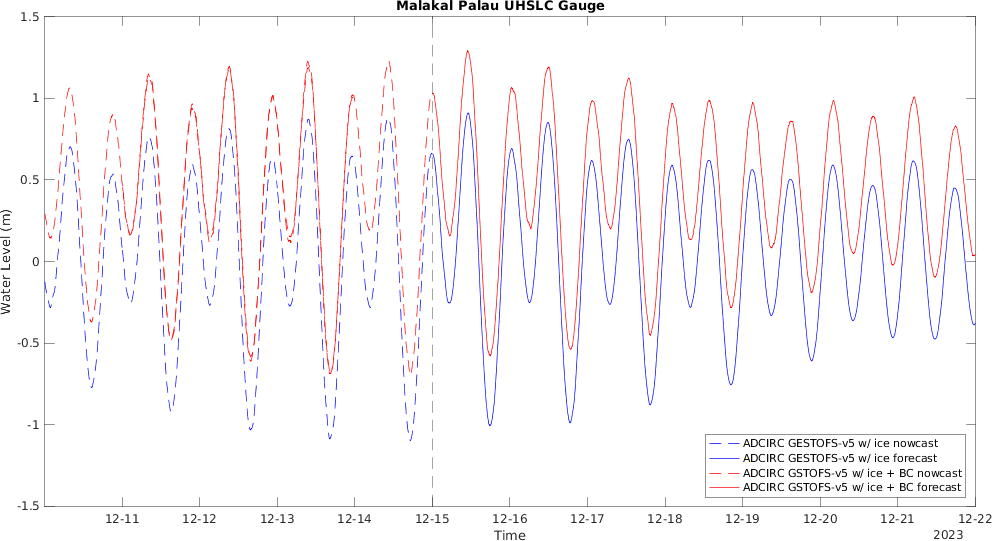 Malakal Palau UHSLC Gauge
1.5
1
0.5
0
-0.5
-1
-1.5
Water Level (m)
12-11
12-12
12-13
12-14
12-15
12-16
12-17
12-18
12-19
12-20
12-21
12-22
Time
2023
ADCIRC GESTOFS-v5 w/ ice nowcast
ADCIRC GESTOFS-v5 w/ ice forecast
ADCIRC GSTOFS-v5 w/ ice + BC nowcast
ADCIRC GSTOFS-v5 w/ ice + BC forecast